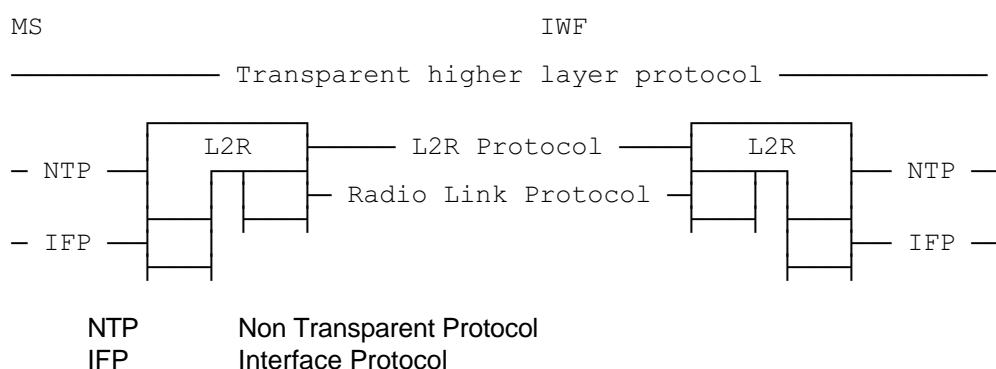 MS IWF
Transparent higher layer protocol
L2R L2R Protocol L2R
NTP NTP
Radio Link Protocol
IFP IFP
NTP Non Transparent Protocol
IFP Interface Protocol